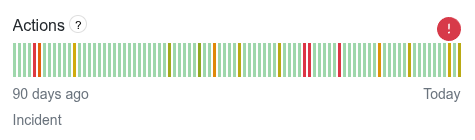 Actions ?
!
90 days ago Today
Incident